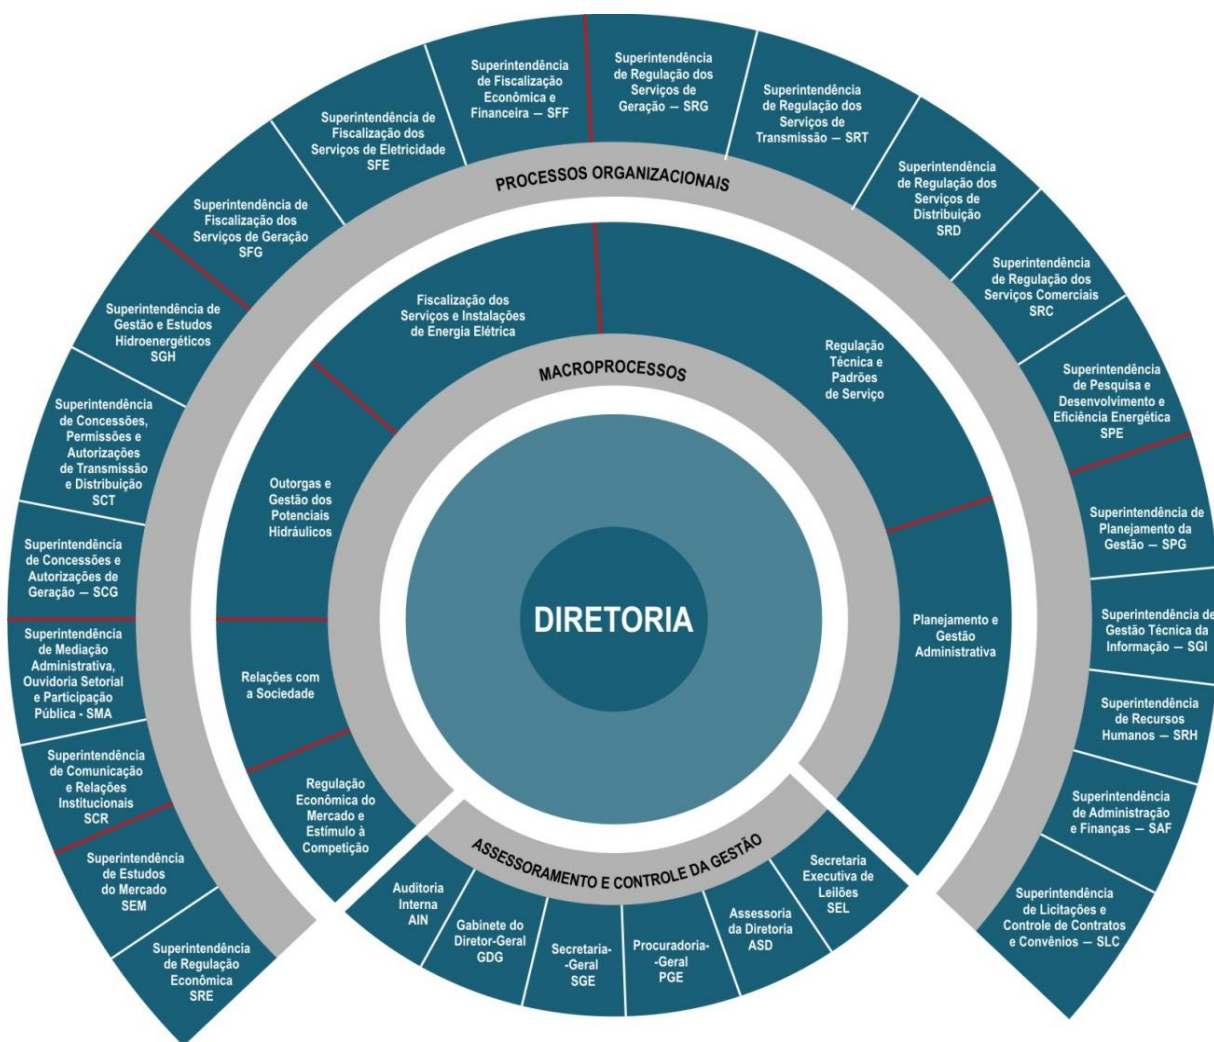 Superintendência
de Fiscalização
Econômica e
Financeira — SFF
Superintendência
de Regulação dos
Serviços de
Geração — SRG
Superintendência
de Regulação dos
Serviços de
Transmissão — SRT
Superintendência
de Regulação dos
Serviços de
Distribuição
SRD
Superintendência
de Regulação dos
Serviços Comerciais
SRC
Superintendência
de Pesquisa e
Desenvolvimento e
Eficiência Energética
SPE
Superintendência de
Planejamento da
Gestão — SPG
Superintendência de
Gestão Técnica da
Informação — SGI
Superintendência
de Recursos
Humanos — SRH
Superintendência
de Administração
e Finanças — SAF
Superintendência
de Licitações e
Controle de Contratos
e Convênios — SLC
Superintendência de
Fiscalização dos
Serviços de Eletricidade
SFE
Superintendência de
Fiscalização dos
Serviços de Geração
SFG
Superintendência de
Gestão e Estudos
Hidroenergéticos
SGH
Superintendência
de Concessões,
Permissões e
Autorizações
de Transmissão
e Distribuição
SCT
Superintendência
de Concessões e
Autorizações de
Geração — SCG
Superintendência
de Mediação
Administrativa,
Ouvidoria Setorial
e Participação
Pública - SMA
Superintendência
de Comunicação
e Relações
Institucionais
SCR
Superintendência
de Estudos
do Mercado
SEM
Superintendência
de Regulação
Econômica
SRE
PROCESSOS ORGANIZACIONAIS
Fiscalização dos
Serviços e Instalações
de Energia Elétrica
Regulação
Técnica e
Padrões
de Serviço
Planejamento e
Gestão
Administrativa
Outorgas e
Gestão dos
Potenciais
Hidráulicos
Relações com
a Sociedade
Regulação
Econômica do
Mercado e
Estímulo à
Competição
MACROPROCESSOS
DIRETORIA
ASSESSORAMENTO E CONTROLE DA GESTÃO
Auditoria
Interna
AIN
Gabinete do
Diretor-Geral
GDG
Secretaria-
-Geral
SGE
Procuradoria-
-Geral
PGE
Assessoria
da Diretoria
ASD
Secretaria
Executiva de
Leilões
SEL